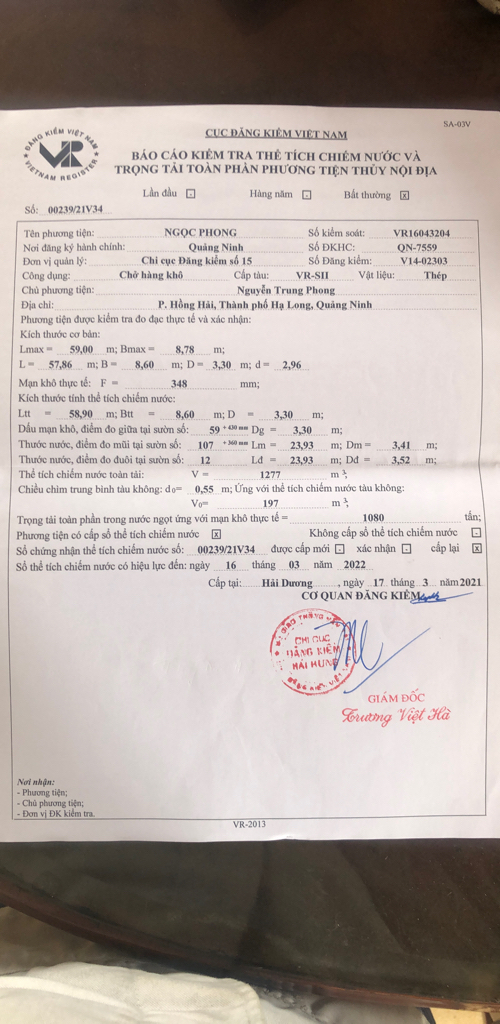 SA-03V
ĐĂNG KIỂM VIỆT NAM
VR
VIETNAM REGISTER
CỤC ĐĂNG KIỂM VIỆT NAM
BÁO CÁO KIỂM TRA THỂ TÍCH CHIẾM NƯỚC VÀ
TRỌNG TẢI TOÀN PHẦN PHƯƠNG TIỆN THỦY NỘI ĐỊA
Lần đầu - Hàng năm - Bất thường x
Số: 00239/21V34
Tên phương tiện: NGỌC PHONG Số kiểm soát: VR16043204
Nơi đăng ký hành chính: Quảng Ninh Số ĐKHC: QN-7559
Đơn vị quản lý: Chi cục Đăng kiểm số 15 Số Đăng kiểm: V14-02303
Công dụng: Chở hàng khô Cấp tàu: VR-SII Vật liệu: Thép
Chủ phương tiện: Nguyễn Trung Phong
Địa chỉ: P. Hồng Hải, Thành phố Hạ Long, Quảng Ninh
Phương tiện được kiểm tra đo đạc thực tế và xác nhận:
Kích thước cơ bản:
Lmax = 59,00 m; Bmax = 8,78 m;
L = 57,86 m; B = 8,60 m; D = 3,30 m; d = 2,96
Mạn khô thực tế: F = 348 mm;
Kích thước tính thể tích chiếm nước:
Ltt = 58,90 m; Btt = 8,60 m; D = 3,30 m;
Dấu mạn khô, điểm đo giữa tại sườn số: 59 + 430 mm Dg = 3,30 m;
Thước nước, điểm đo mũi tại sườn số: 107 + 360 mm Lm = 23,93 m; Dm = 3,41 m;
Thước nước, điểm đo đuôi tại sườn số: 12 Lđ = 23,93 m; Dđ = 3,52 m;
Thể tích chiếm nước toàn tải: V = 1277 m³;
Chiều chìm trung bình tàu không: d₀= 0,55 m; Ứng với thể tích chiếm nước tàu không:
V₀= 197 m³;
Trọng tải toàn phần trong nước ngọt ứng với mạn khô thực tế = 1080 tấn;
Phương tiện có cấp sổ thể tích chiếm nước x Không cấp sổ thể tích chiếm nước -
Số chứng nhận thể tích chiếm nước số: 00239/21V34 được cấp mới - xác nhận - cấp lại x
Sổ thể tích chiếm nước có hiệu lực đến: ngày 16 tháng 03 năm 2022
Cấp tại: Hải Dương , ngày 17 tháng 3 năm 2021
CƠ QUAN ĐĂNG KIỂM
CHI CỤC
ĐĂNG KIỂM
HẢI HƯNG
GIÁM ĐỐC
Trương Việt Hà
Nơi nhận:
- Phương tiện;
- Chủ phương tiện;
- Đơn vị ĐK kiểm tra.
VR-2013